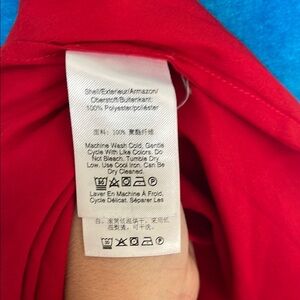 Shell/Exterieur/Armazon/
Oberstoff/Buitenkant:
100% Polyester/poliéster
面料: 100% 聚酯纤维
Machine Wash Cold, Gentle
Cycle With Like Colors. Do
Not Bleach. Tumble Dry
Low. Use Cool Iron. Can Be
Dry Cleaned.
Laver En Machine À Froid,
Cycle Délicat. Séparer Les